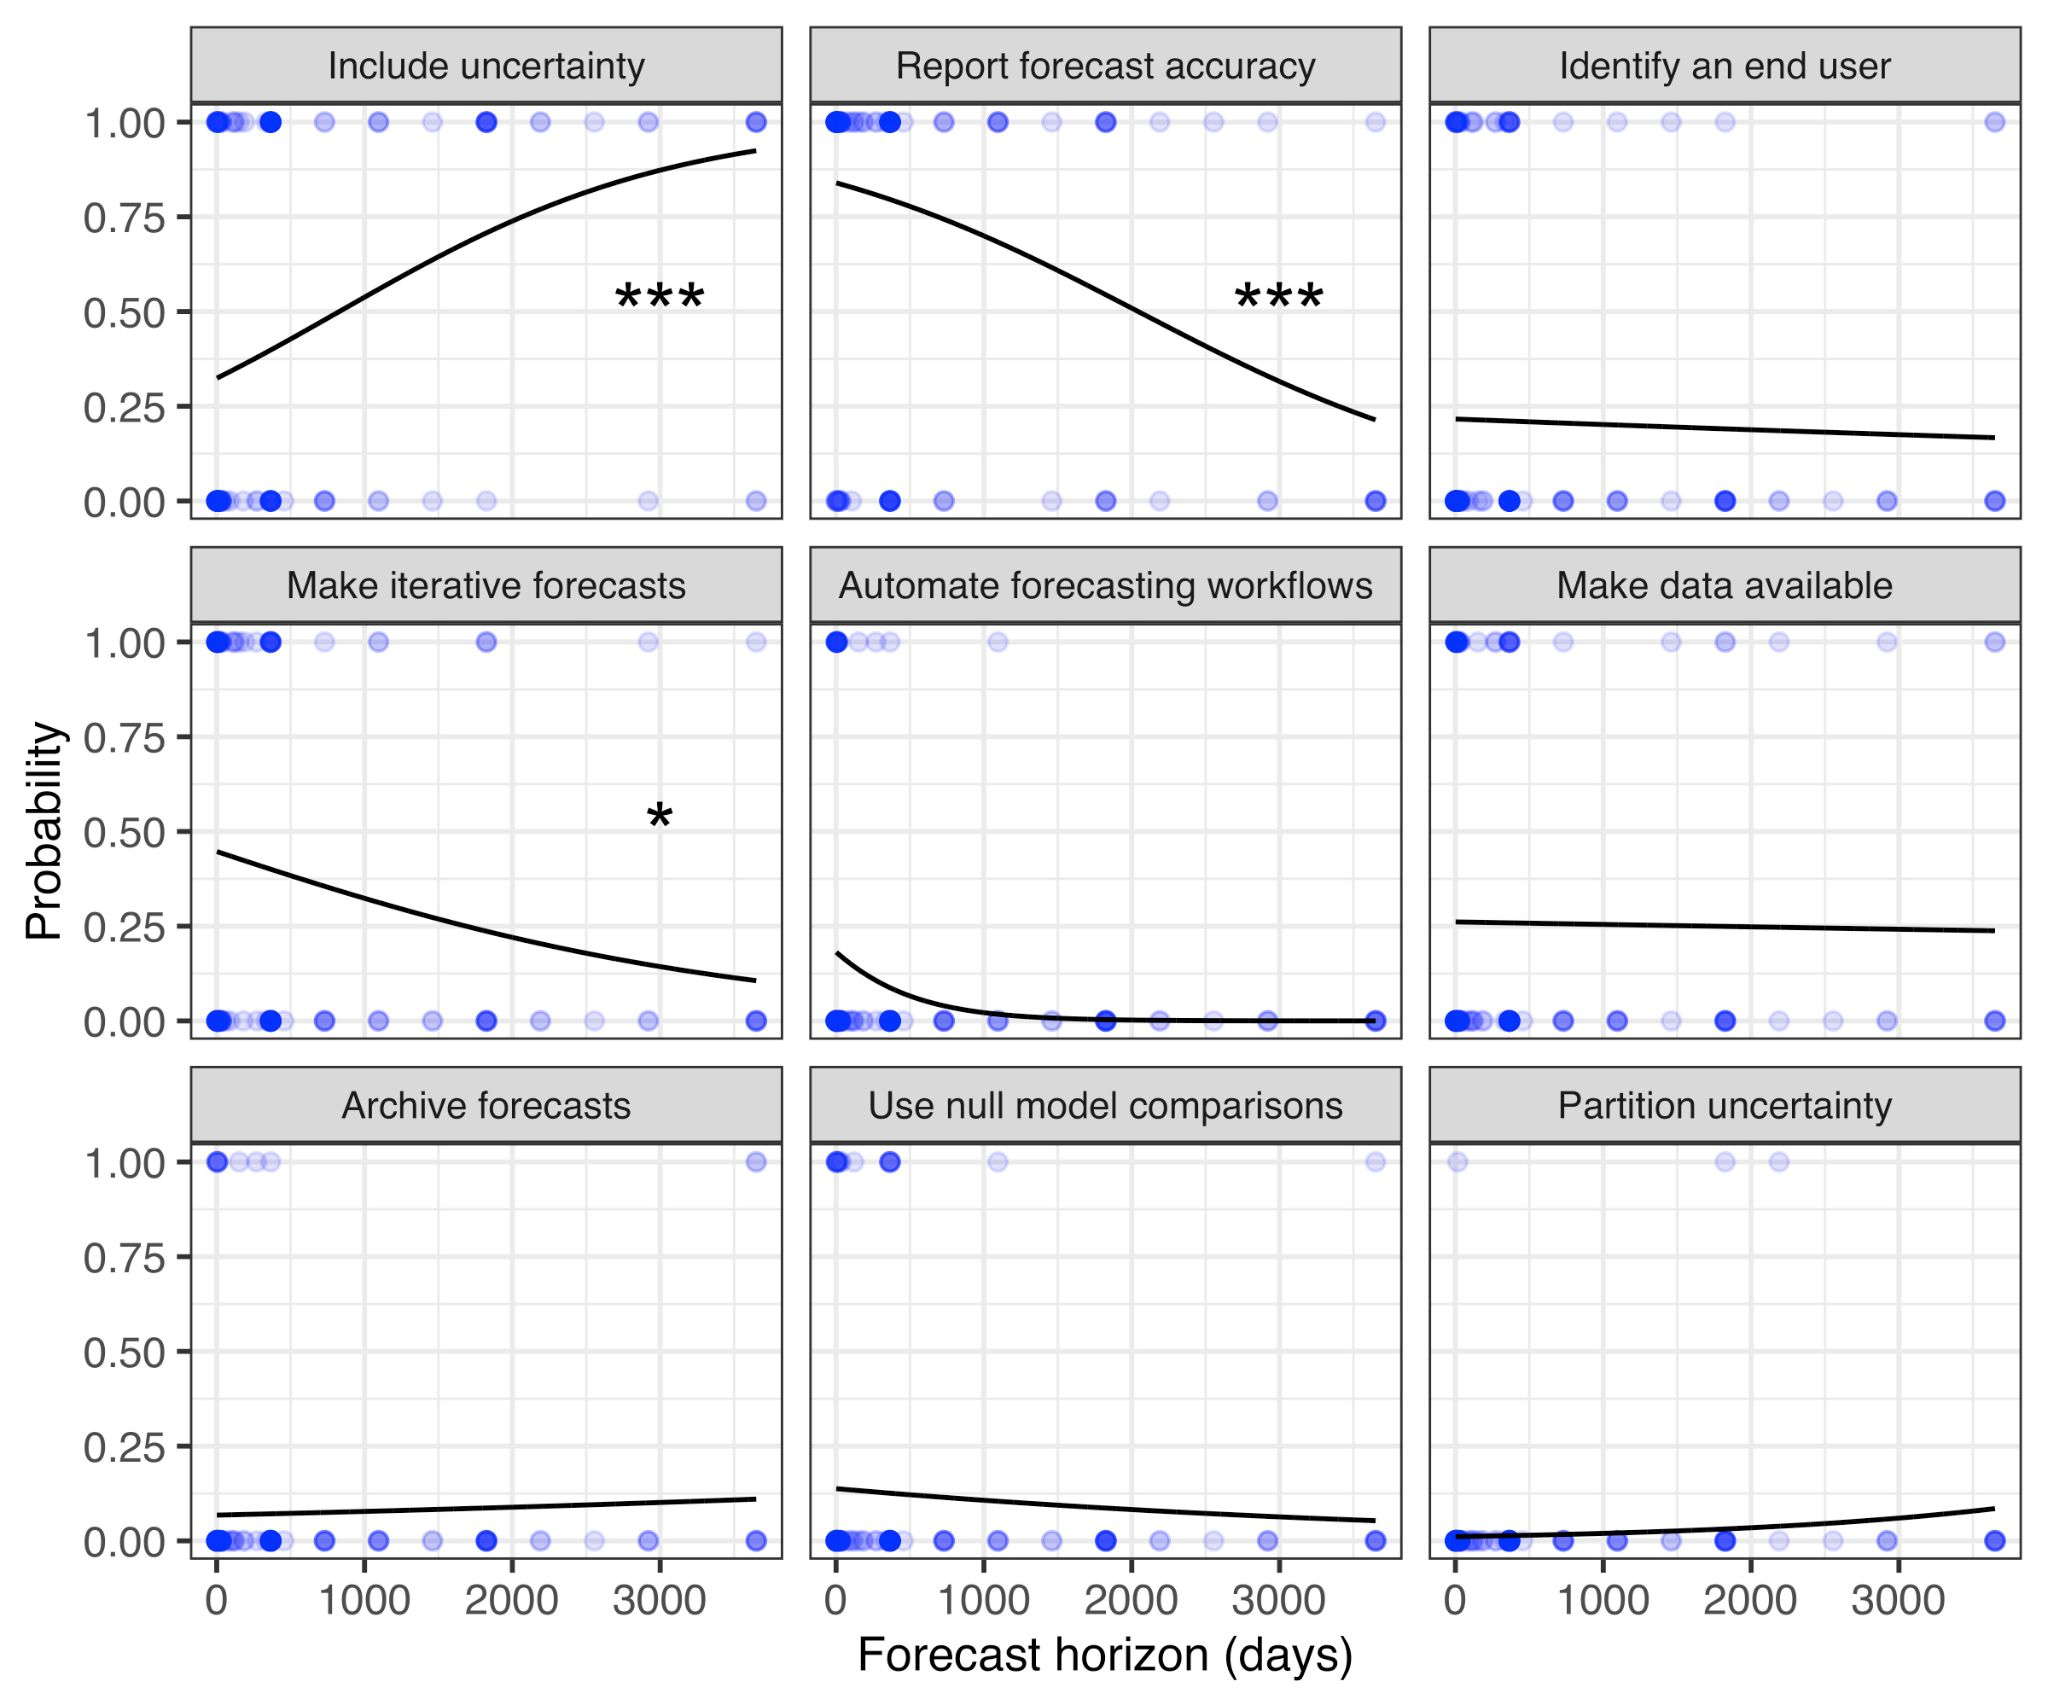 Include uncertainty
Report forecast accuracy
Identify an end user
1.00
0.75
0.50
0.25
0.00
***
***
Make iterative forecasts
Automate forecasting workflows
Make data available
1.00
0.75
0.50
0.25
0.00
*
Probability
Archive forecasts
Use null model comparisons
Partition uncertainty
1.00
0.75
0.50
0.25
0.00
0 1000 2000 3000
0 1000 2000 3000
0 1000 2000 3000
Forecast horizon (days)